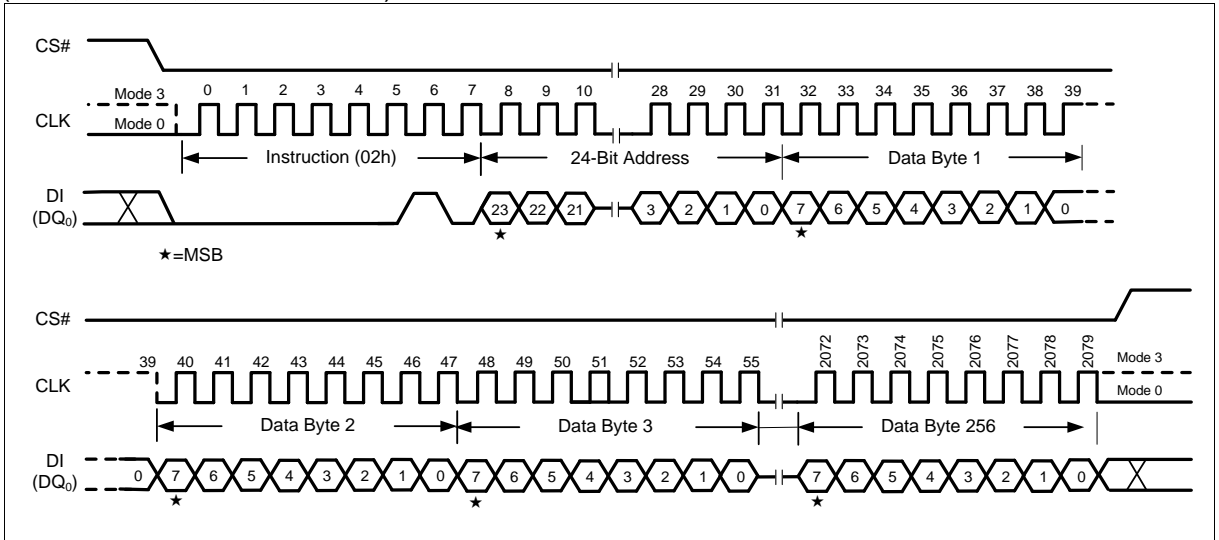 CS#
Mode 3 0 1 2 3 4 5 6 7 8 9 10 28 29 30 31 32 33 34 35 36 37 38 39
CLK
Mode 0
Instruction (02h) 24-Bit Address Data Byte 1
DI
(DQ0)
23 22 21 3 2 1 0 7 6 5 4 3 2 1 0
★ ★
★=MSB
CS#
39 40 41 42 43 44 45 46 47 48 49 50 51 52 53 54 55 2072 2073 2074 2075 2076 2077 2078 2079 Mode 3
CLK
Mode 0
Data Byte 2 Data Byte 3 Data Byte 256
DI
(DQ0)
0 7 6 5 4 3 2 1 0 7 6 5 4 3 2 1 0 7 6 5 4 3 2 1 0
★ ★ ★